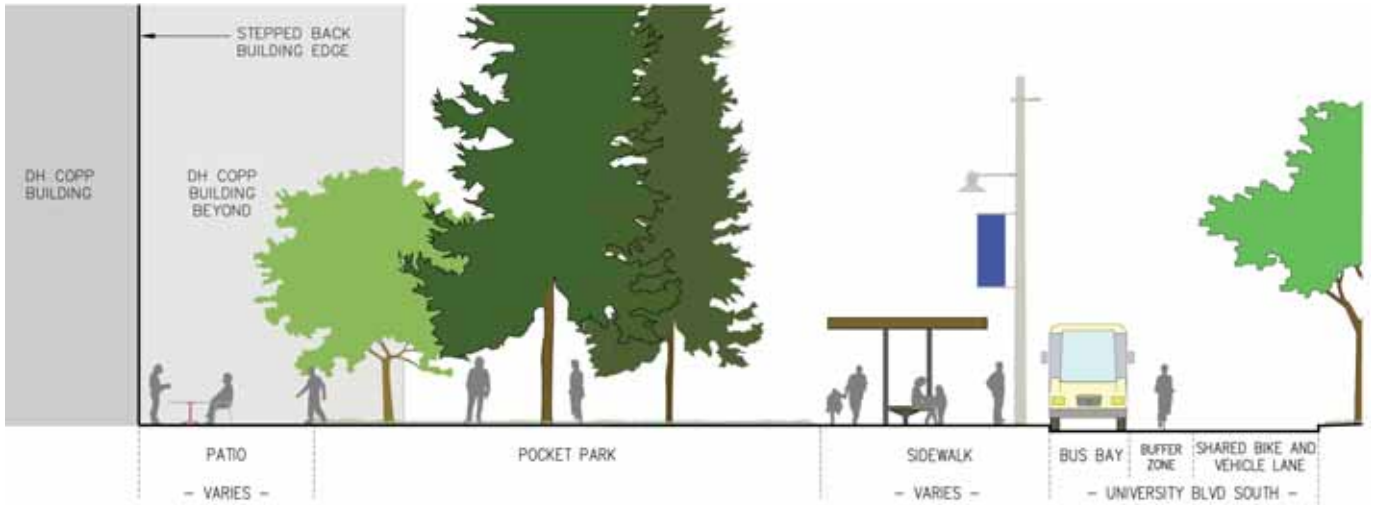 STEPPED BACK
BUILDING EDGE
DH COPP
BUILDING
DH COPP
BUILDING
BEYOND
PATIO
POCKET PARK
SIDEWALK
BUS BAY
BUFFER
ZONE
SHARED BIKE AND
VEHICLE LANE
- VARIES -
- VARIES -
- UNIVERSITY BLVD SOUTH -